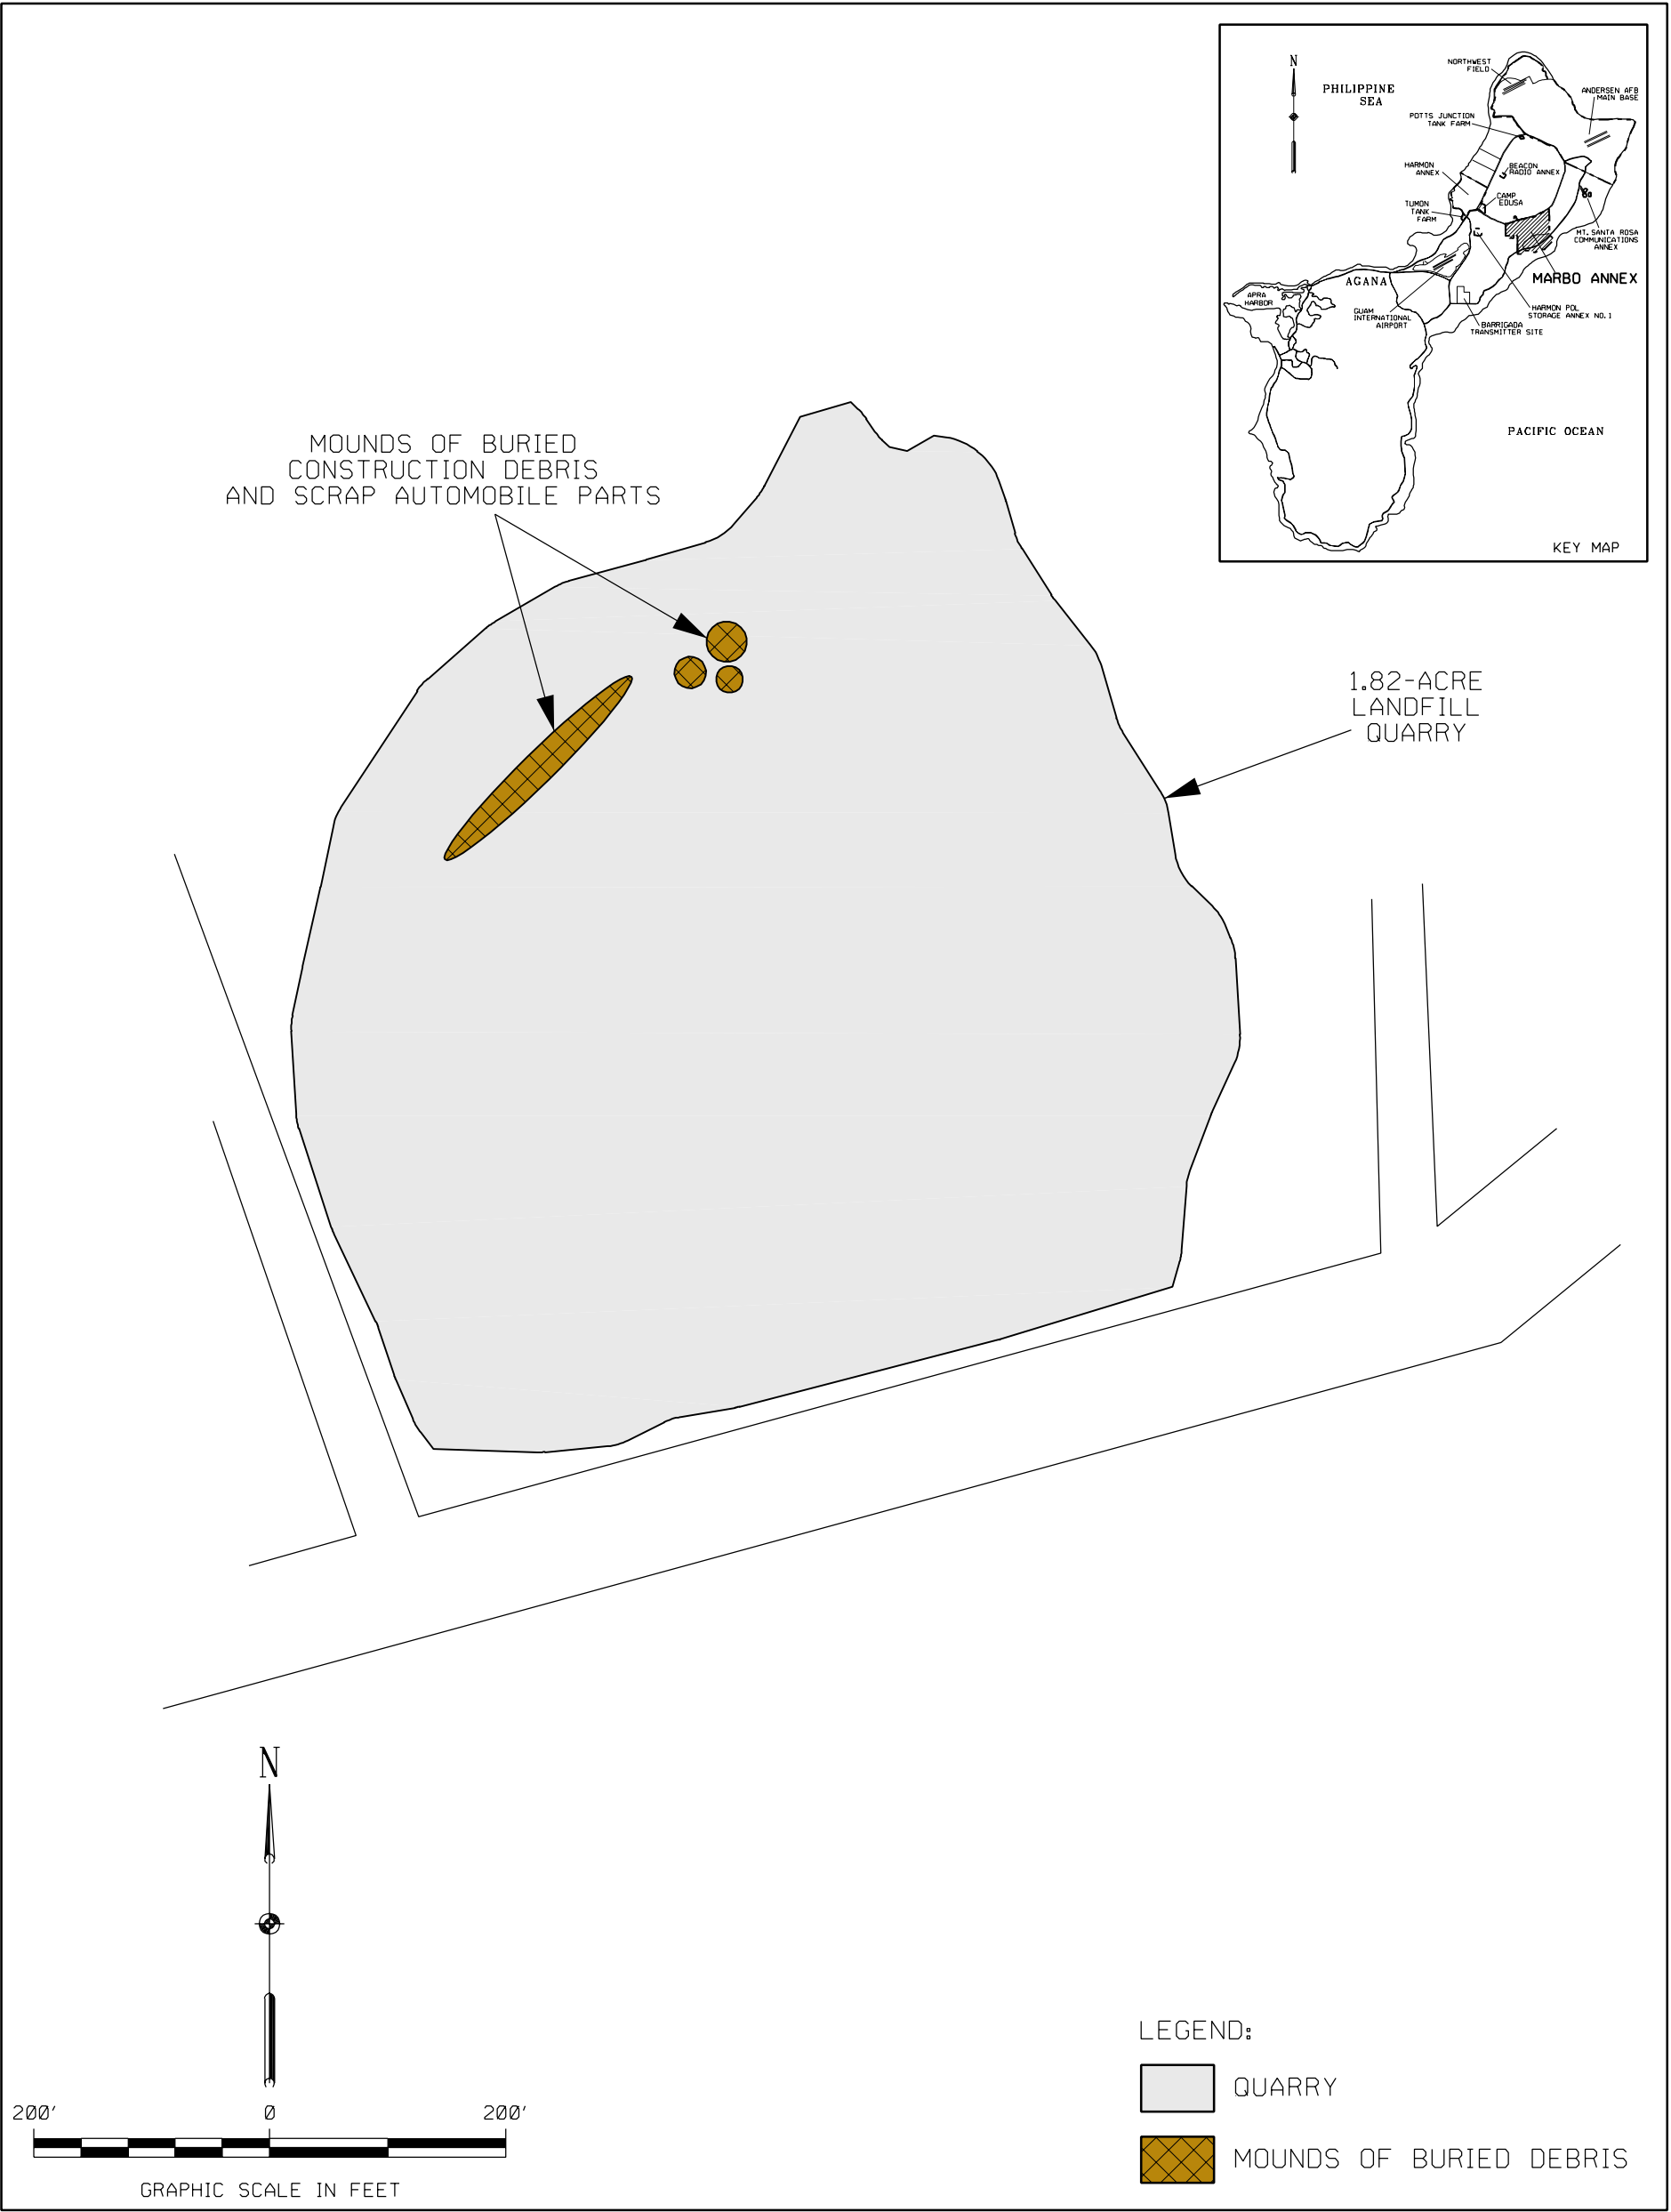 N
PHILIPPINE
SEA
NORTHWEST
FIELD
ANDERSEN AFB
MAIN BASE
POTTS JUNCTION
TANK FARM
HARMON
ANNEX
BEACON
RADIO ANNEX
CAMP
EDUSA
TUMON
TANK
FARM
MT. SANTA ROSA
COMMUNICATIONS
ANNEX
MARBO ANNEX
AGANA
APRA
HARBOR
GUAM
INTERNATIONAL
AIRPORT
HARMON POL
STORAGE ANNEX NO.1
BARRIGADA
TRANSMITTER SITE
PACIFIC OCEAN
KEY MAP
MOUNDS OF BURIED
CONSTRUCTION DEBRIS
AND SCRAP AUTOMOBILE PARTS
1.82-ACRE
LANDFILL
QUARRY
N
200' 0 200'
GRAPHIC SCALE IN FEET
LEGEND:
QUARRY
MOUNDS OF BURIED DEBRIS